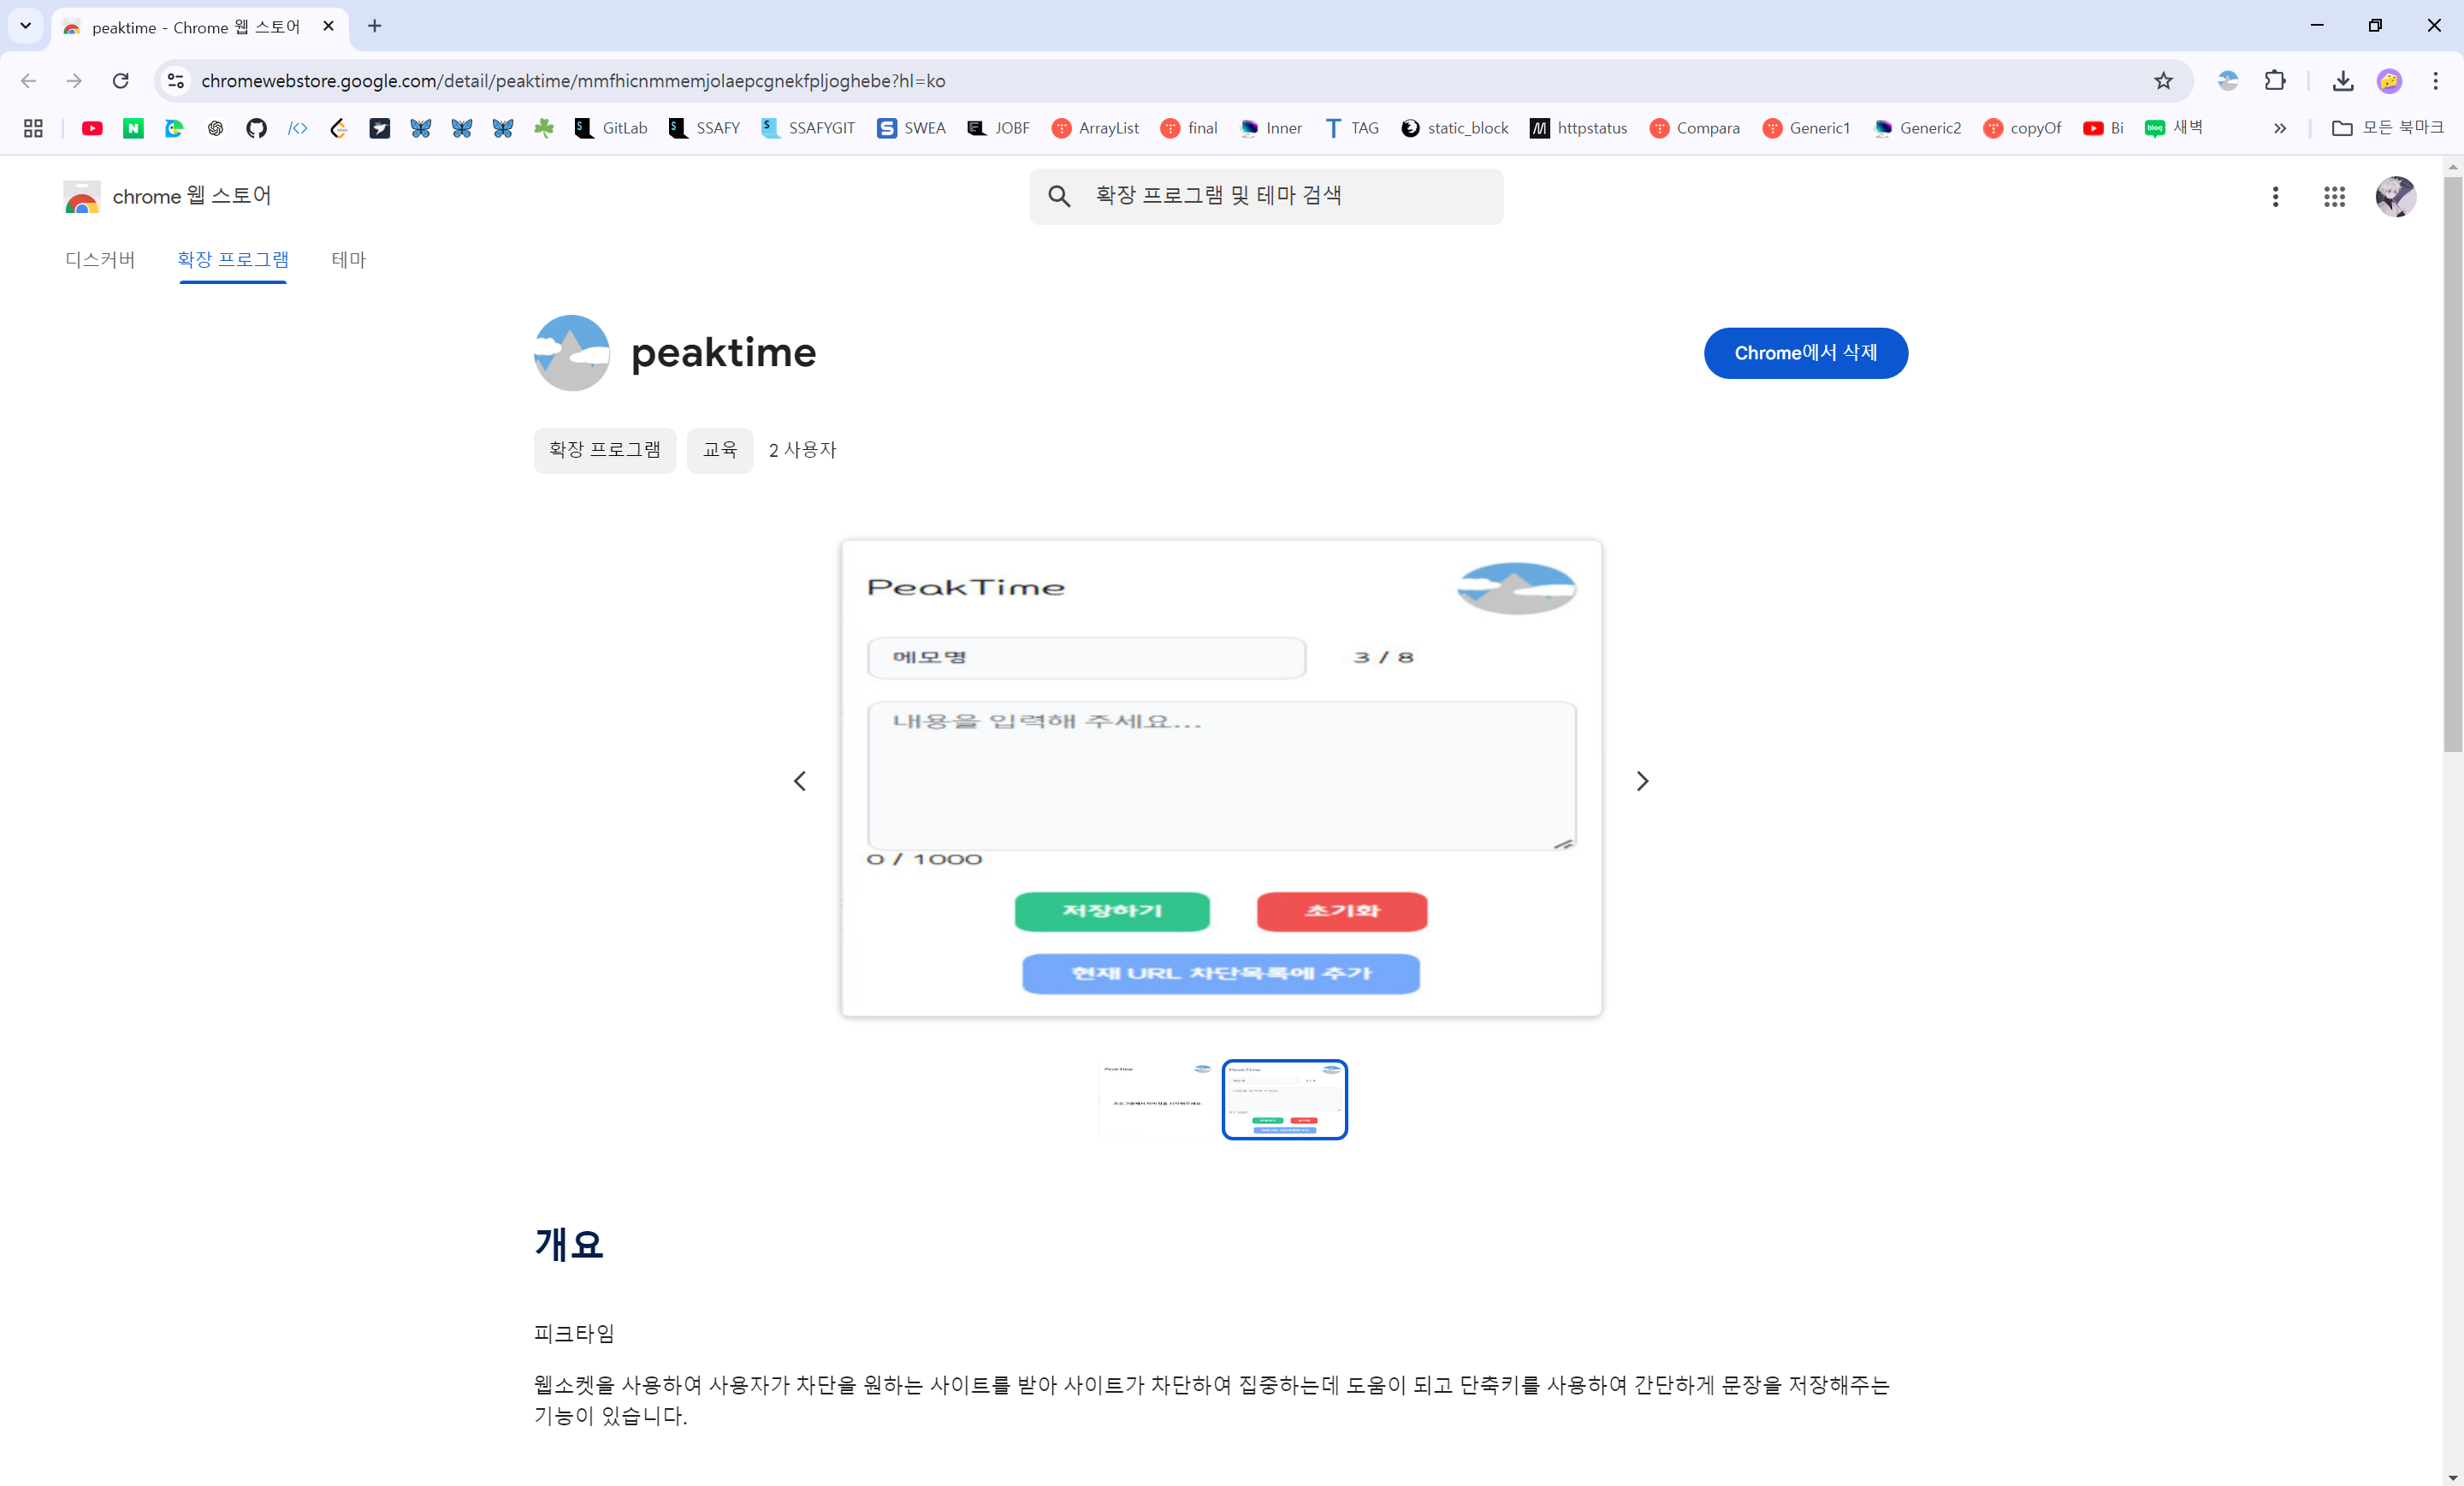 peaktime - Chrome 웹 스토어
chromewebstore.google.com/detail/peaktime/mmfhicnmmemjolaepcgnekfpljoghebe?hl=ko
GitLab SSAFY SSAFYGIT SWEA JOBF ArrayList final Inner TAG static_block httpstatus Compara Generic1 Generic2 copyOf Bi 새벽 모든 북마크
chrome 웹 스토어
확장 프로그램 및 테마 검색
디스커버 확장 프로그램 테마
peaktime
Chrome에서 삭제
확장 프로그램 교육 2 사용자
PeakTime
메모명 3 / 8
내용을 입력해 주세요...
0 / 1000
저장하기 초기화
현재 URL 차단목록에 추가
PeakTime
PeakTime
개요
피크타임
웹소켓을 사용하여 사용자가 차단을 원하는 사이트를 받아 사이트가 차단하여 집중하는데 도움이 되고 단축키를 사용하여 간단하게 문장을 저장해주는
기능이 있습니다.